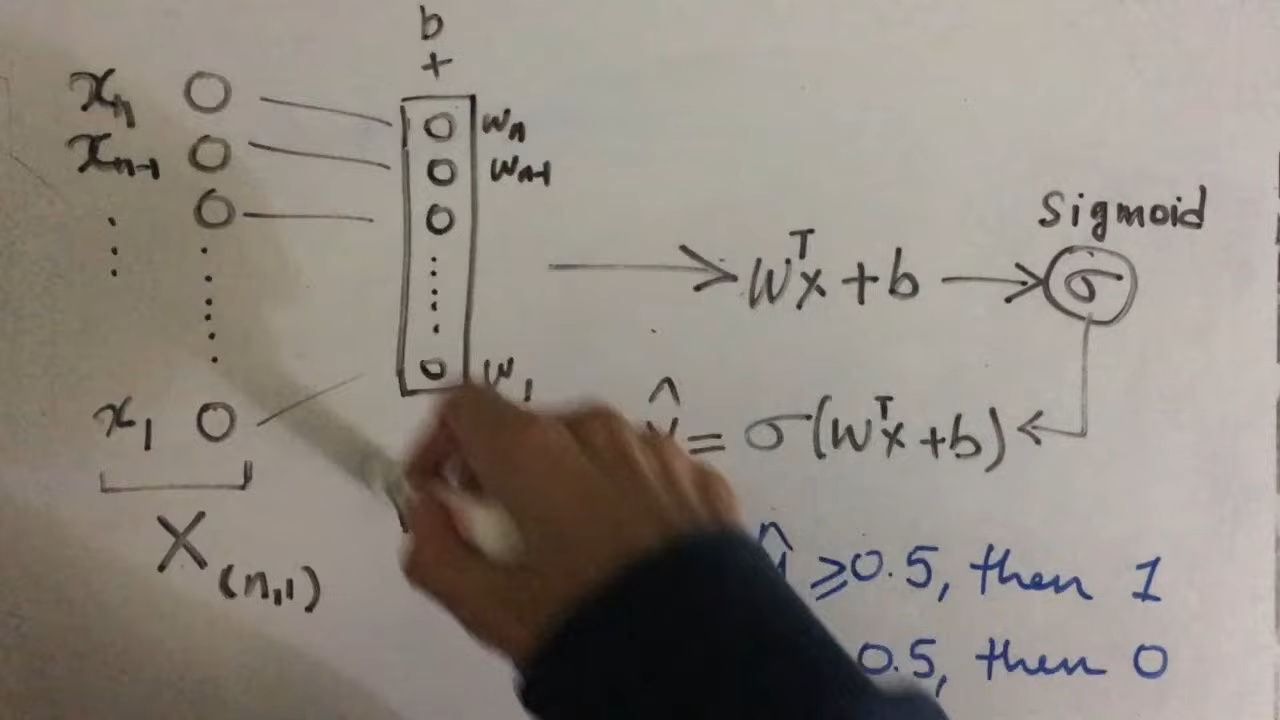 b
+
xₙ
wₙ
xₙ₋₁
wₙ₋₁
Sigmoid
wᵀx + b
σ
w₁
x₁
ŷ = σ(wᵀx + b)
X₍ₙ,₁₎
ŷ ≥ 0.5, then 1
0.5, then 0